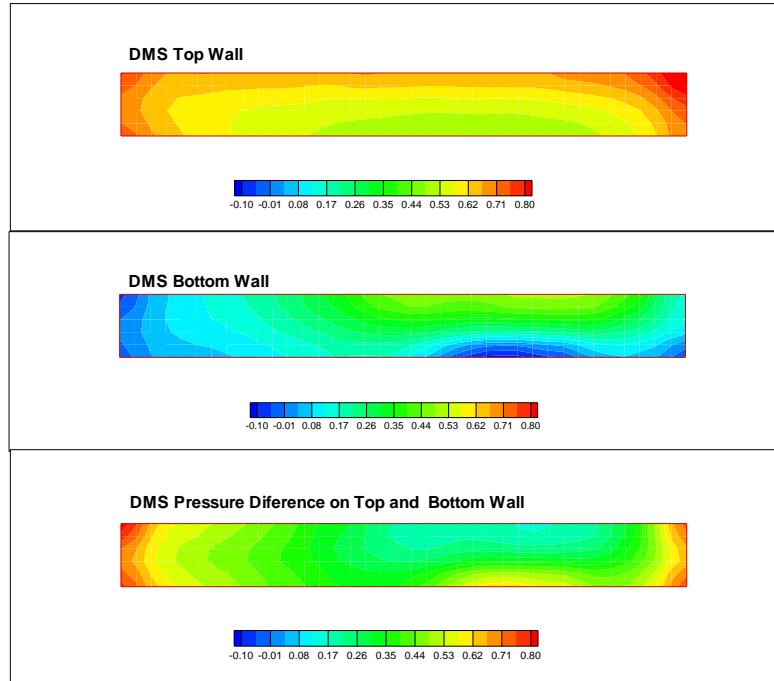 DMS Top Wall
-0.10 -0.01 0.08 0.17 0.26 0.35 0.44 0.53 0.62 0.71 0.80
DMS Bottom Wall
-0.10 -0.01 0.08 0.17 0.26 0.35 0.44 0.53 0.62 0.71 0.80
DMS Pressure Diference on Top and Bottom Wall
-0.10 -0.01 0.08 0.17 0.26 0.35 0.44 0.53 0.62 0.71 0.80